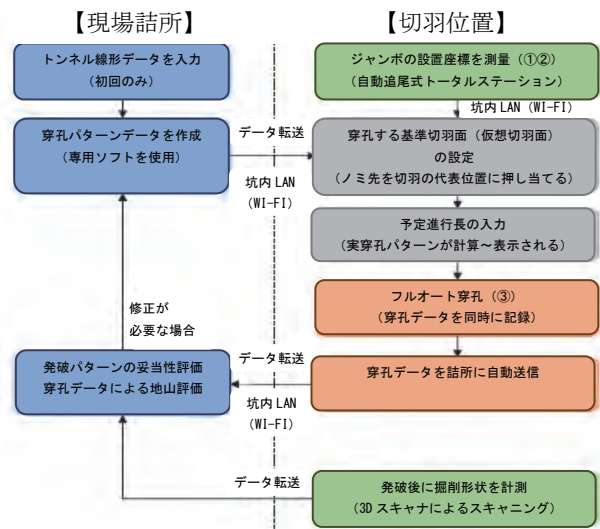 【現場詰所】
【切羽位置】
トンネル線形データを入力
（初回のみ）
ジャンボの設置座標を測量（①②）
（自動追尾式トータルステーション）
坑内 LAN（WI-FI）
穿孔パターンデータを作成
（専用ソフトを使用）
データ転送
坑内 LAN
（WI-FI）
穿孔する基準切羽面（仮想切羽面）
の設定
（ノミ先を切羽の代表位置に押し当てる）
予定進行長の入力
（実穿孔パターンが計算～表示される）
フルオート穿孔（③）
（穿孔データを同時に記録）
修正が
必要な場合
発破パターンの妥当性評価
穿孔データによる地山評価
データ転送
坑内 LAN
（WI-FI）
穿孔データを詰所に自動送信
データ転送
発破後に掘削形状を計測
（3D スキャナによるスキャニング）